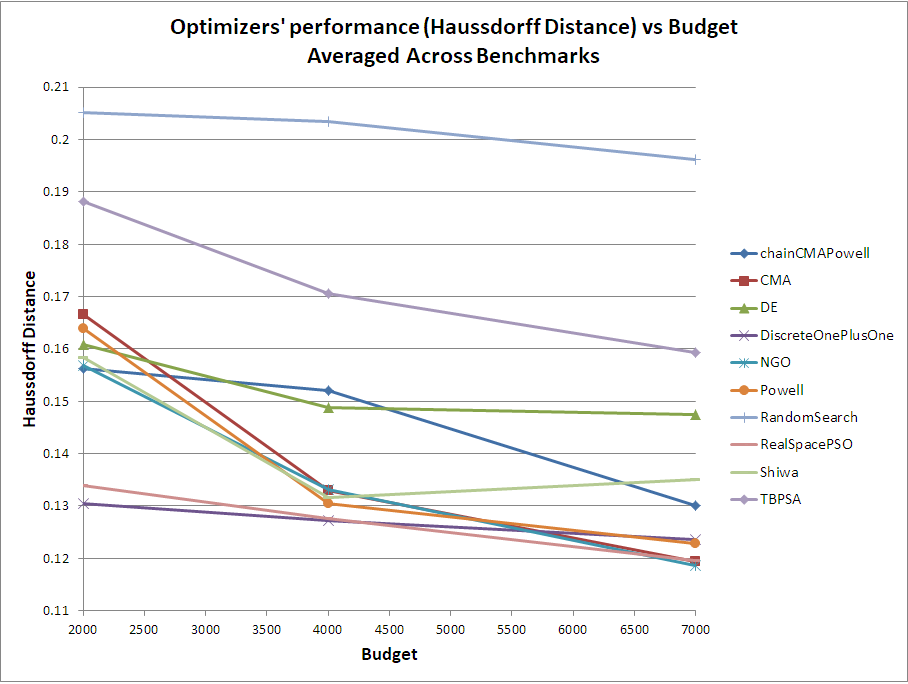 Optimizers' performance (Haussdorff Distance) vs Budget
Averaged Across Benchmarks
Haussdorff Distance
0.21
0.2
0.19
0.18
0.17
0.16
0.15
0.14
0.13
0.12
0.11
2000 2500 3000 3500 4000 4500 5000 5500 6000 6500 7000
Budget
chainCMAPowell
CMA
DE
DiscreteOnePlusOne
NGO
Powell
RandomSearch
RealSpacePSO
Shiwa
TBPSA